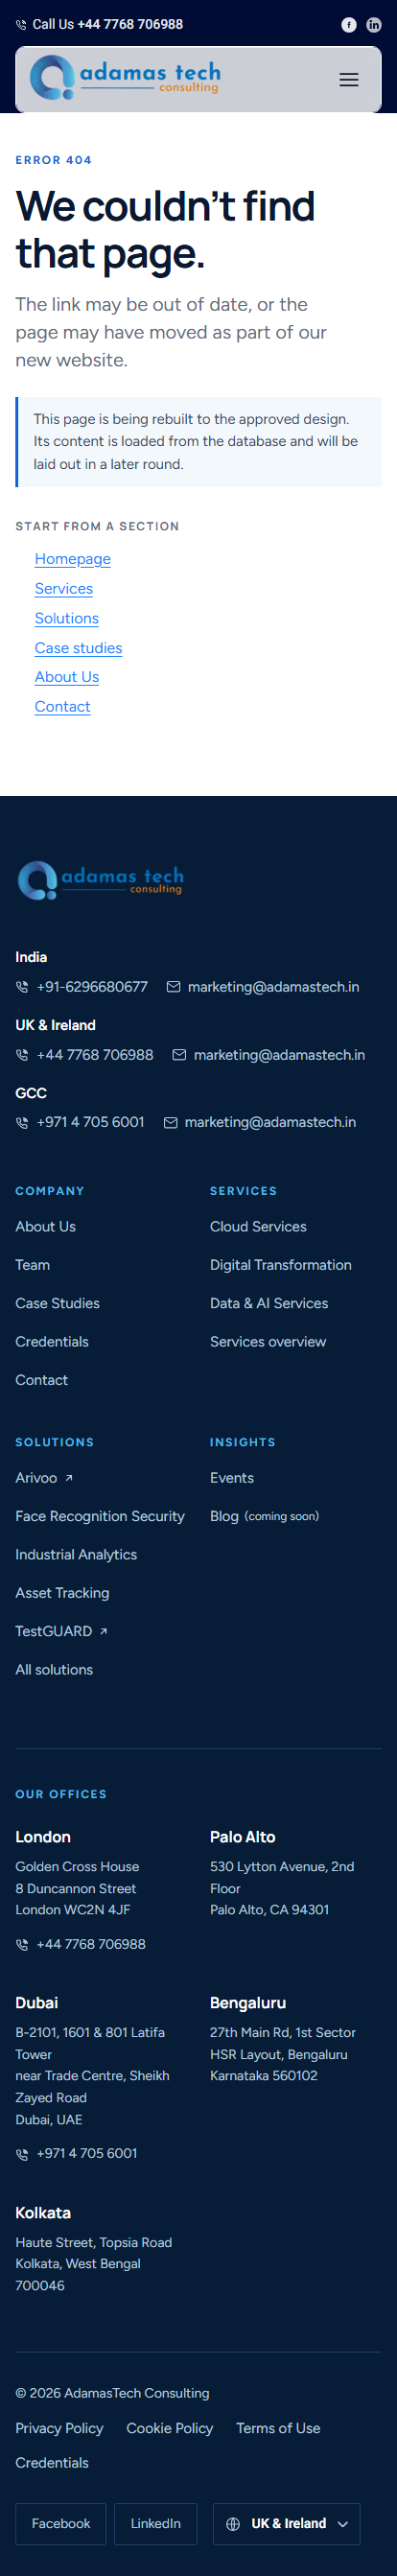 Call Us +44 7768 706988
adamas tech
consulting
ERROR 404
We couldn't find
that page.
The link may be out of date, or the
page may have moved as part of our
new website.
This page is being rebuilt to the approved design.
Its content is loaded from the database and will be
laid out in a later round.
START FROM A SECTION
Homepage
Services
Solutions
Case studies
About Us
Contact
adamas tech
consulting
India
+91-6296680677 marketing@adamastech.in
UK & Ireland
+44 7768 706988 marketing@adamastech.in
GCC
+971 4 705 6001 marketing@adamastech.in
COMPANY
About Us
Team
Case Studies
Credentials
Contact
SERVICES
Cloud Services
Digital Transformation
Data & AI Services
Services overview
SOLUTIONS
Arivoo
Face Recognition Security
Industrial Analytics
Asset Tracking
TestGUARD
All solutions
INSIGHTS
Events
Blog (coming soon)
OUR OFFICES
London
Golden Cross House
8 Duncannon Street
London WC2N 4JF
+44 7768 706988
Palo Alto
530 Lytton Avenue, 2nd
Floor
Palo Alto, CA 94301
Dubai
B-2101, 1601 & 801 Latifa
Tower
near Trade Centre, Sheikh
Zayed Road
Dubai, UAE
+971 4 705 6001
Bengaluru
27th Main Rd, 1st Sector
HSR Layout, Bengaluru
Karnataka 560102
Kolkata
Haute Street, Topsia Road
Kolkata, West Bengal
700046
© 2026 AdamasTech Consulting
Privacy Policy Cookie Policy Terms of Use
Credentials
Facebook LinkedIn UK & Ireland